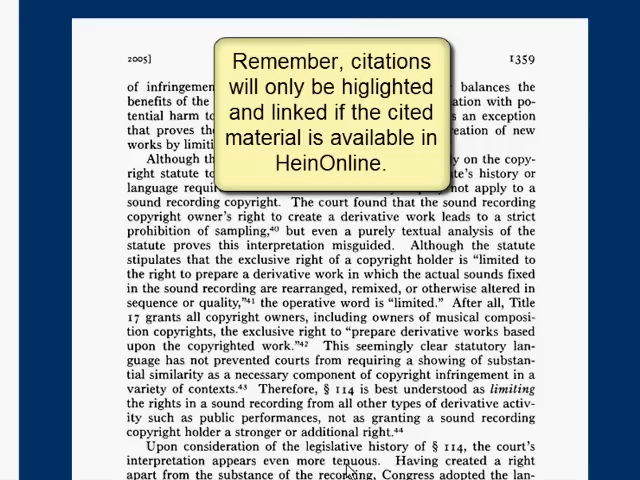 2005]
1359
Remember, citations
will only be higlighted
and linked if the cited
material is available in
HeinOnline.
of infringemen balances the
benefits of the ation with po-
tential harm to s an exception
that proves the reation of new
works by limiti
Although th y on the copy-
right statute to te's history or
language requir not apply to a
sound recording copyright. The court found that the sound recording
copyright owner's right to create a derivative work leads to a strict
prohibition of sampling,⁴⁰ but even a purely textual analysis of the
statute proves this interpretation misguided. Although the statute
stipulates that the exclusive right of a copyright holder is “limited to
the right to prepare a derivative work in which the actual sounds fixed
in the sound recording are rearranged, remixed, or otherwise altered in
sequence or quality,”⁴¹ the operative word is “limited.” After all, Title
17 grants all copyright owners, including owners of musical composi-
tion copyrights, the exclusive right to “prepare derivative works based
upon the copyrighted work.”⁴² This seemingly clear statutory lan-
guage has not prevented courts from requiring a showing of substan-
tial similarity as a necessary component of copyright infringement in a
variety of contexts.⁴³ Therefore, § 114 is best understood as limiting
the rights in a sound recording from all other types of derivative activ-
ity such as public performances, not as granting a sound recording
copyright holder a stronger or additional right.⁴⁴
Upon consideration of the legislative history of § 114, the court's
interpretation appears even more tenuous. Having created a right
apart from the substance of the recording, Congress adopted the lan-